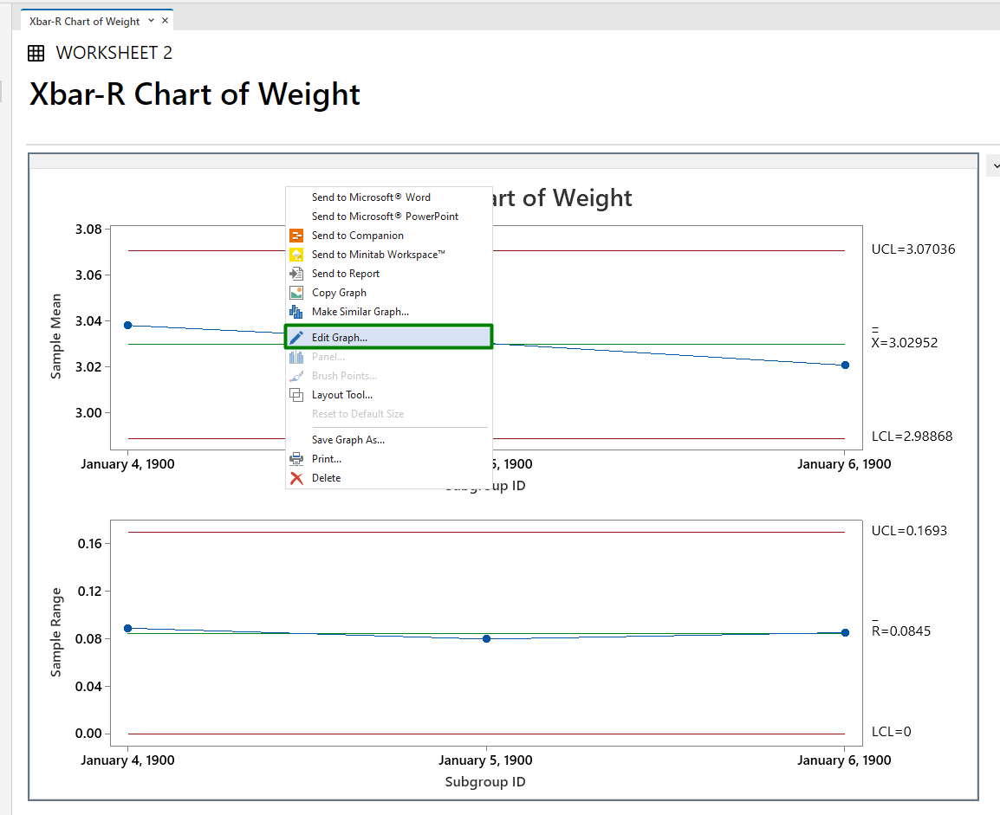 Xbar-R Chart of Weight
WORKSHEET 2
Xbar-R Chart of Weight
art of Weight
Send to Microsoft® Word
Send to Microsoft® PowerPoint
Send to Companion
Send to Minitab Workspace™
Send to Report
Copy Graph
Make Similar Graph...
Edit Graph...
Panel...
Brush Points...
Layout Tool...
Reset to Default Size
Save Graph As...
Print...
Delete
Sample Mean
3.08
3.06
3.04
3.02
3.00
UCL=3.07036
X̿=3.02952
LCL=2.98868
January 4, 1900
5, 1900
January 6, 1900
Subgroup ID
Sample Range
0.16
0.12
0.08
0.04
0.00
UCL=0.1693
R̅=0.0845
LCL=0
January 4, 1900
January 5, 1900
January 6, 1900
Subgroup ID